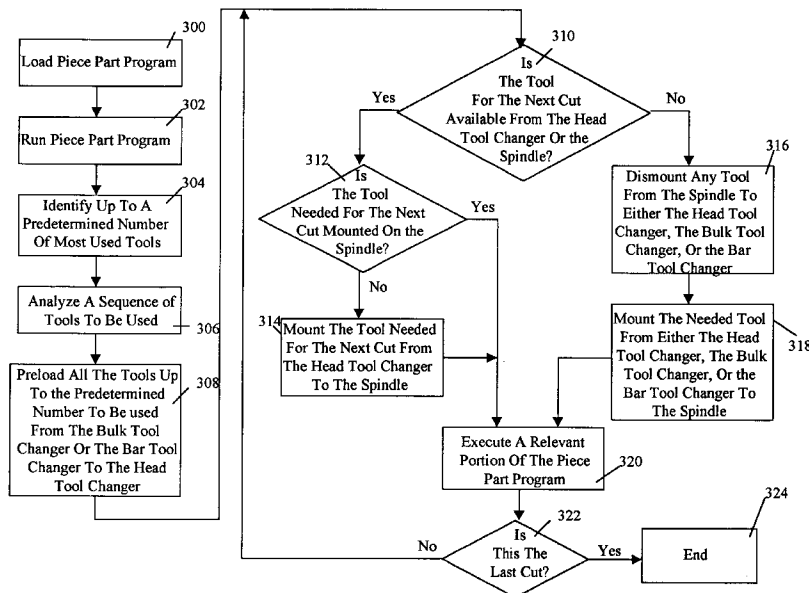 300
Load Piece Part Program
302
Run Piece Part Program
304
Identify Up To A
Predetermined Number
Of Most Used Tools
Analyze A Sequence of
Tools To Be Used
306
Preload All The Tools Up
To the Predetermined
Number To Be used
From The Bulk Tool
Changer Or The Bar Tool
Changer To The Head
Tool Changer
308
310
Is
The Tool
For The Next Cut
Available From The Head
Tool Changer Or the
Spindle?
Yes
No
312
Is
The Tool
Needed For The Next
Cut Mounted On the
Spindle?
Yes
No
314
Mount The Tool Needed
For The Next Cut From
The Head Tool Changer
To The Spindle
316
Dismount Any Tool
From The Spindle To
Either The Head Tool
Changer, The Bulk Tool
Changer, Or the Bar
Tool Changer
Mount The Needed Tool
From Either The Head
Tool Changer, The Bulk
Tool Changer, Or the
Bar Tool Changer To
The Spindle
318
Execute A Relevant
Portion Of The Piece
Part Program
320
322
Is
This The
Last Cut?
No
Yes
324
End